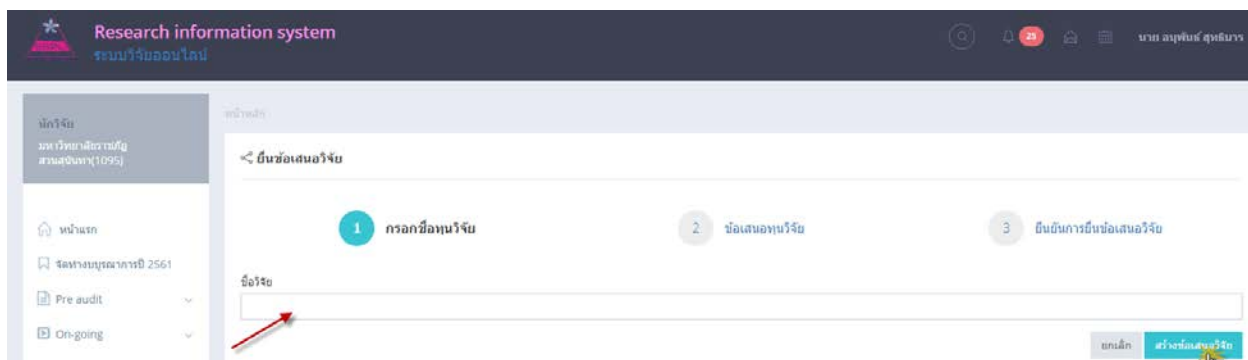 Research information system
ระบบวิจัยออนไลน์
25
นาย อนุพันธ์ สุทธิมาร
นักวิจัย
มหาวิทยาลัยราชภัฏ
สวนสุนันทา(1095)
หน้าหลัก
ยื่นข้อเสนอวิจัย
1 กรอกชื่อทุนวิจัย
2 ข้อเสนอทุนวิจัย
3 ยืนยันการยื่นข้อเสนอวิจัย
หน้าแรก
จัดทำงบบูรณาการปี 2561
Pre audit
On-going
ชื่อวิจัย
ยกเลิก
สร้างข้อเสนอวิจัย